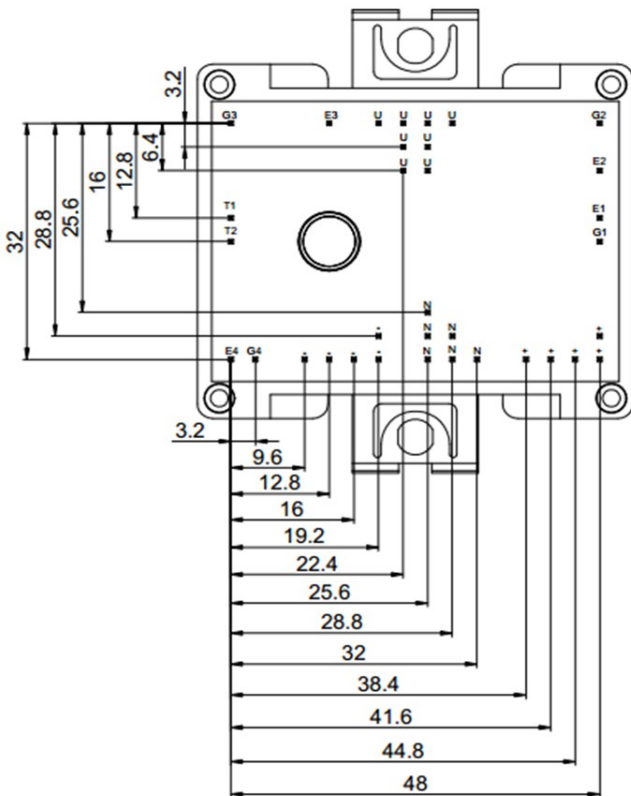 3.2
G3 E3 U U U U G2
U U
6.4
U U E2
12.8
16
25.6
28.8
32
T1 E1
T2 G1
N
- N N +
E4 G4 - - - - N N N + + + +
3.2
9.6
12.8
16
19.2
22.4
25.6
28.8
32
38.4
41.6
44.8
48